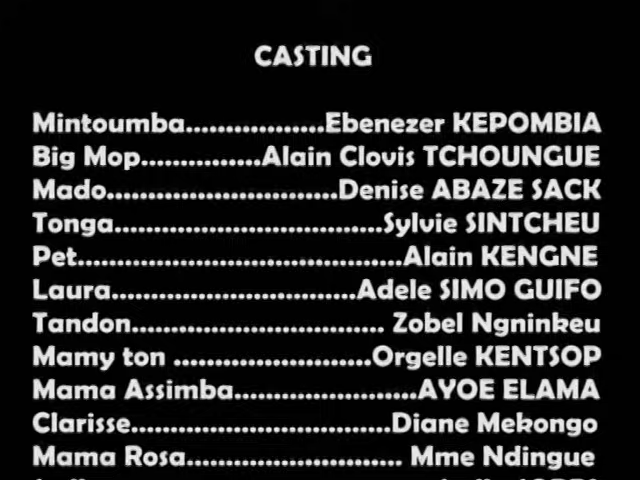 CASTING
Mintoumba..................Ebenezer KEPOMBIA
Big Mop...............Alain Clovis TCHOUNGUE
Mado.............................Denise ABAZE SACK
Tonga..................................Sylvie SINTCHEU
Pet.........................................Alain KENGNE
Laura...............................Adele SIMO GUIFO
Tandon................................ Zobel Ngninkeu
Mamy ton .........................Orgelle KENTSOP
Mama Assimba.......................AYOE ELAMA
Clarisse.................................Diane Mekongo
Mama Rosa........................... Mme Ndingue